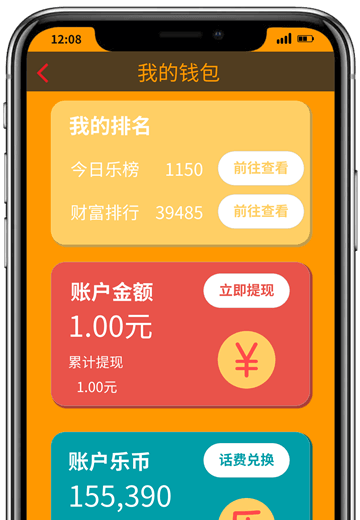 12:08
我的钱包
我的排名
今日乐榜 1150 前往查看
财富排行 39485 前往查看
账户金额 立即提现
1.00元
累计提现
1.00元
¥
账户乐币 话费兑换
155,390